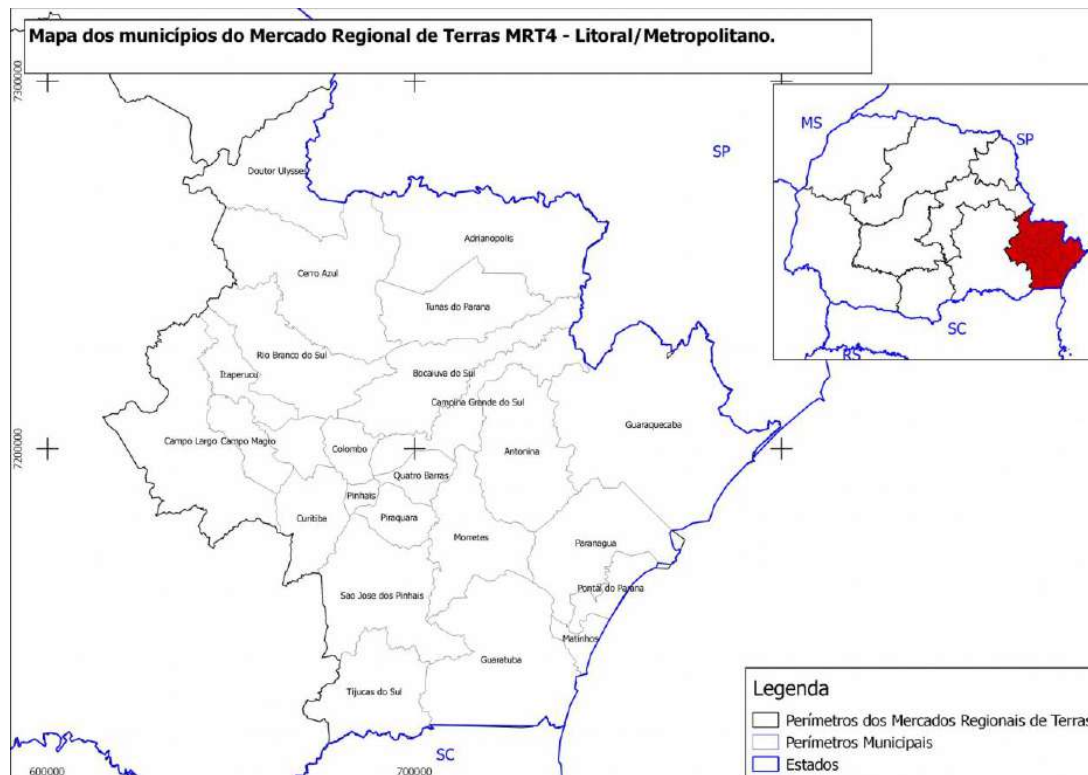 Mapa dos municípios do Mercado Regional de Terras MRT4 - Litoral/Metropolitano.
7300000
MS
SP
SP
Doutor Ulysses
Adrianopolis
Cerro Azul
Tunas do Parana
SC
RS
Rio Branco do Sul
Itaperucu
Bocaiuva do Sul
Campina Grande do Sul
Guaraquecaba
7200000
Campo Largo
Campo Magro
Colombo
Antonina
Quatro Barras
Pinhais
Curitiba
Piraquara
Morretes
Paranagua
Pontal do Parana
Sao Jose dos Pinhais
Matinhos
Guaratuba
Tijucas do Sul
SC
600000
700000
Legenda
Perímetros dos Mercados Regionais de Terras
Perímetros Municipais
Estados